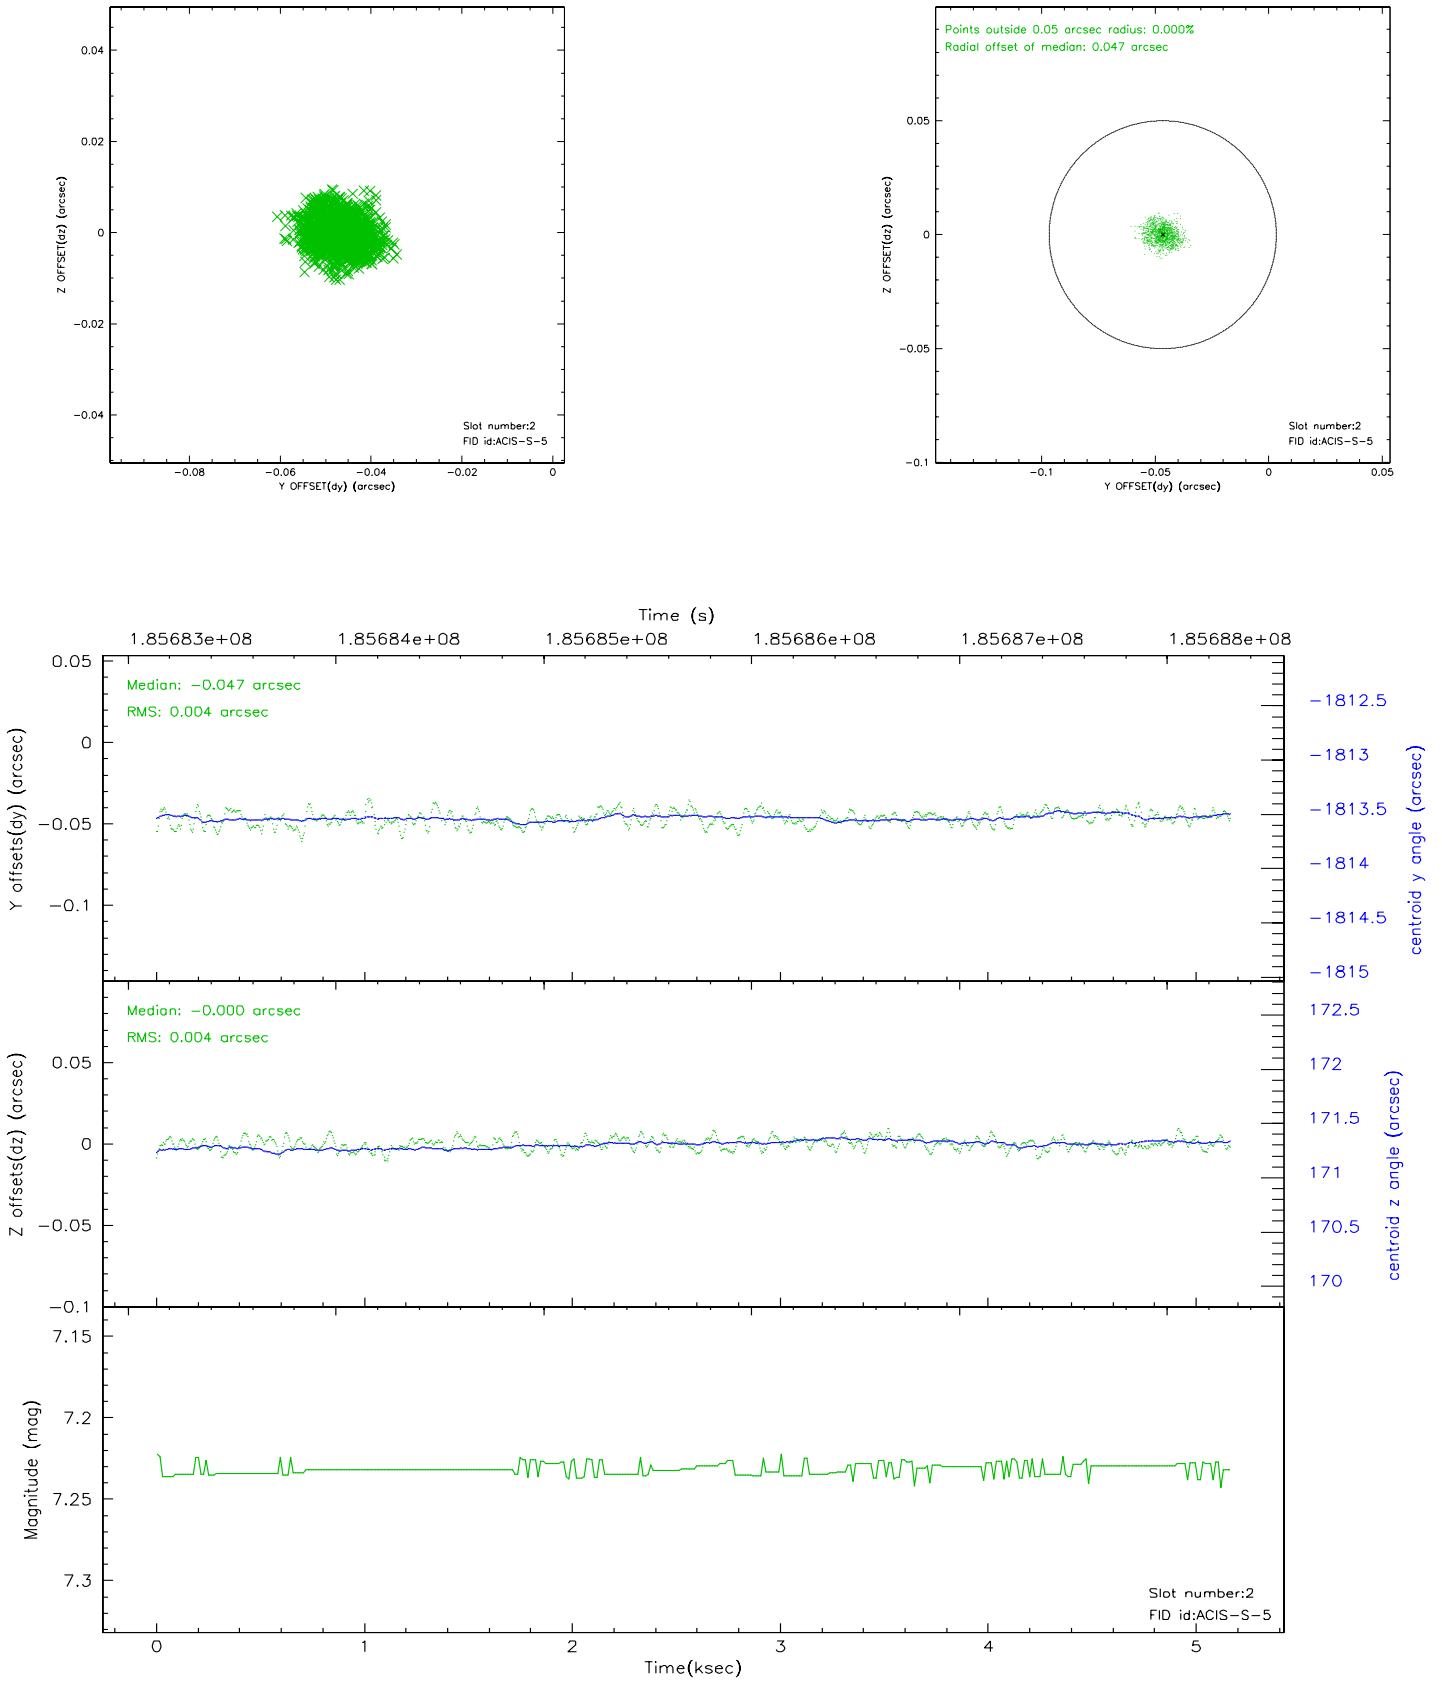 0.04
0.02
0
−0.02
−0.04
Z OFFSET(dz) (arcsec)
Slot number:2
FID id:ACIS−S−5
−0.08
−0.06
−0.04
−0.02
0
Y OFFSET(dy) (arcsec)
Points outside 0.05 arcsec radius: 0.000%
Radial offset of median: 0.047 arcsec
0.05
0
−0.05
−0.1
Z OFFSET(dz) (arcsec)
Slot number:2
FID id:ACIS−S−5
−0.1
−0.05
0
0.05
Y OFFSET(dy) (arcsec)
Time (s)
1.85683e+08
1.85684e+08
1.85685e+08
1.85686e+08
1.85687e+08
1.85688e+08
Median: −0.047 arcsec
RMS: 0.004 arcsec
0.05
0
−0.05
−0.1
Y offsets(dy) (arcsec)
−1812.5
−1813
−1813.5
−1814
−1814.5
−1815
centroid y angle (arcsec)
Median: −0.000 arcsec
RMS: 0.004 arcsec
0.05
0
−0.05
−0.1
Z offsets(dz) (arcsec)
172.5
172
171.5
171
170.5
170
centroid z angle (arcsec)
7.15
7.2
7.25
7.3
Magnitude (mag)
Slot number:2
FID id:ACIS−S−5
0
1
2
3
4
5
Time(ksec)